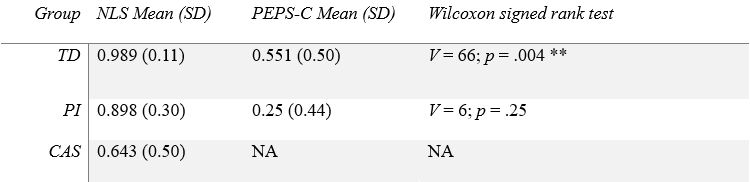 Group NLS Mean (SD) PEPS-C Mean (SD) Wilcoxon signed rank test
TD 0.989 (0.11) 0.551 (0.50) V = 66; p = .004 **
PI 0.898 (0.30) 0.25 (0.44) V = 6; p = .25
CAS 0.643 (0.50) NA NA